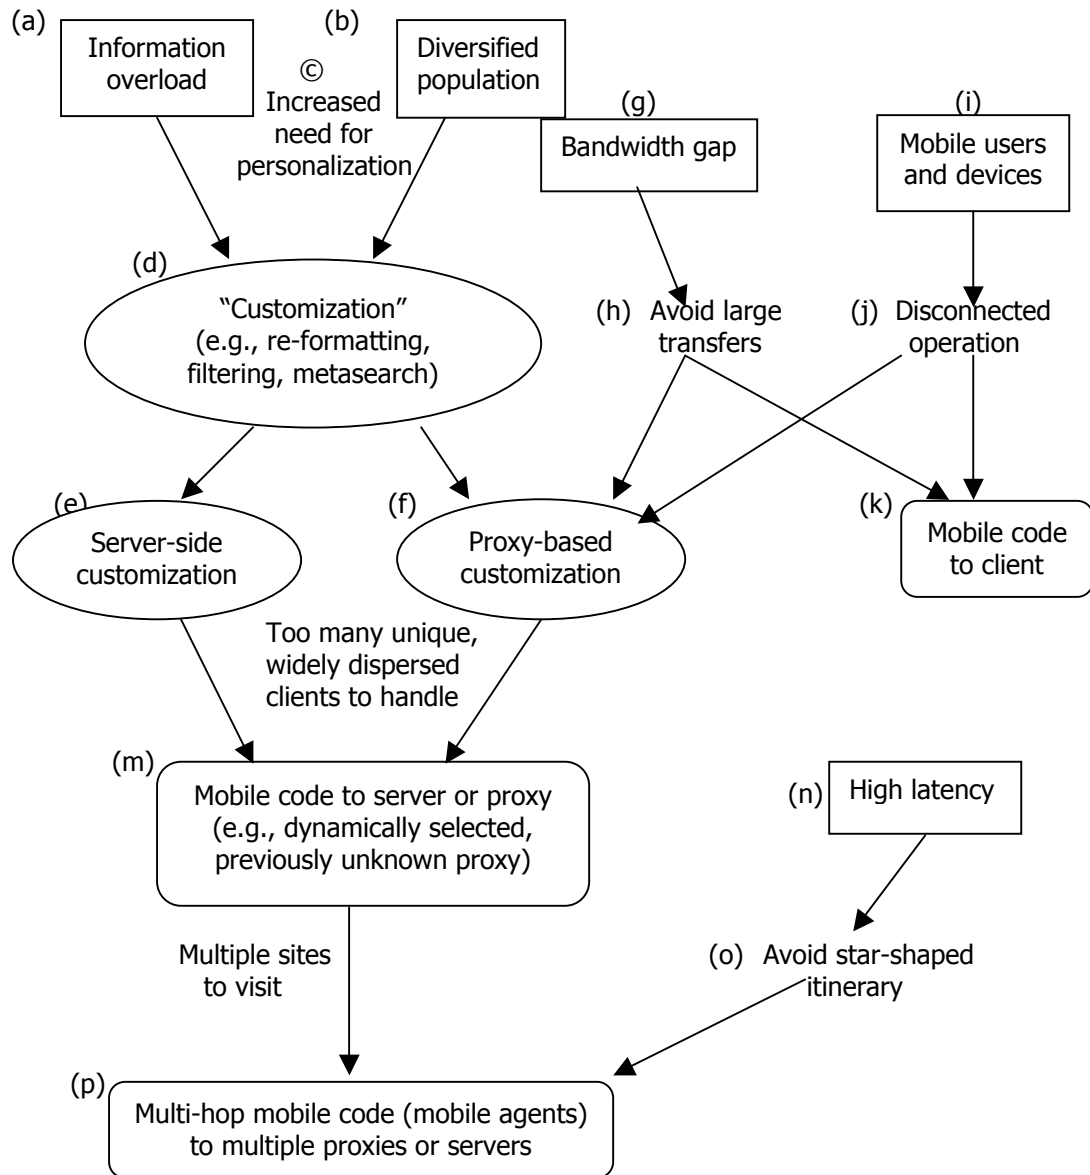 (a)
Information
overload
(b)
Diversified
population
©
Increased
need for
personalization
(g)
Bandwidth gap
(i)
Mobile users
and devices
(d)
“Customization”
(e.g., re-formatting,
filtering, metasearch)
(h) Avoid large
transfers
(j) Disconnected
operation
(e)
Server-side
customization
(f)
Proxy-based
customization
(k)
Mobile code
to client
Too many unique,
widely dispersed
clients to handle
(m)
Mobile code to server or proxy
(e.g., dynamically selected,
previously unknown proxy)
(n)
High latency
Multiple sites
to visit
(o) Avoid star-shaped
itinerary
(p)
Multi-hop mobile code (mobile agents)
to multiple proxies or servers